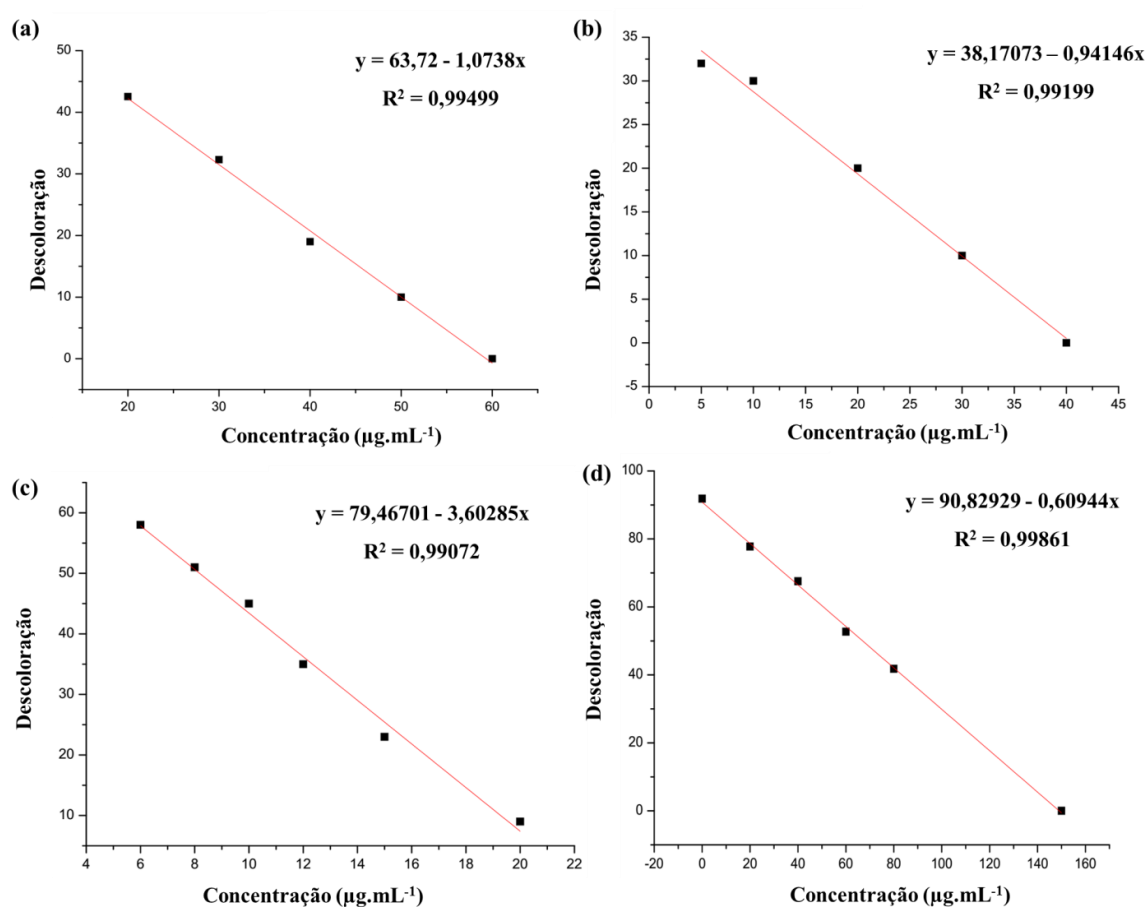 (a)
y = 63,72 - 1,0738x
R² = 0,99499
50
40
30
20
10
0
Descoloração
20 30 40 50 60
Concentração (µg.mL⁻¹)
(b)
y = 38,17073 – 0,94146x
R² = 0,99199
35
30
25
20
15
10
5
0
-5
Descoloração
0 5 10 15 20 25 30 35 40 45
Concentração (µg.mL⁻¹)
(c)
y = 79,46701 - 3,60285x
R² = 0,99072
60
50
40
30
20
10
Descoloração
4 6 8 10 12 14 16 18 20 22
Concentração (µg.mL⁻¹)
(d)
y = 90,82929 - 0,60944x
R² = 0,99861
100
80
60
40
20
0
Descoloração
-20 0 20 40 60 80 100 120 140 160
Concentração (µg.mL⁻¹)